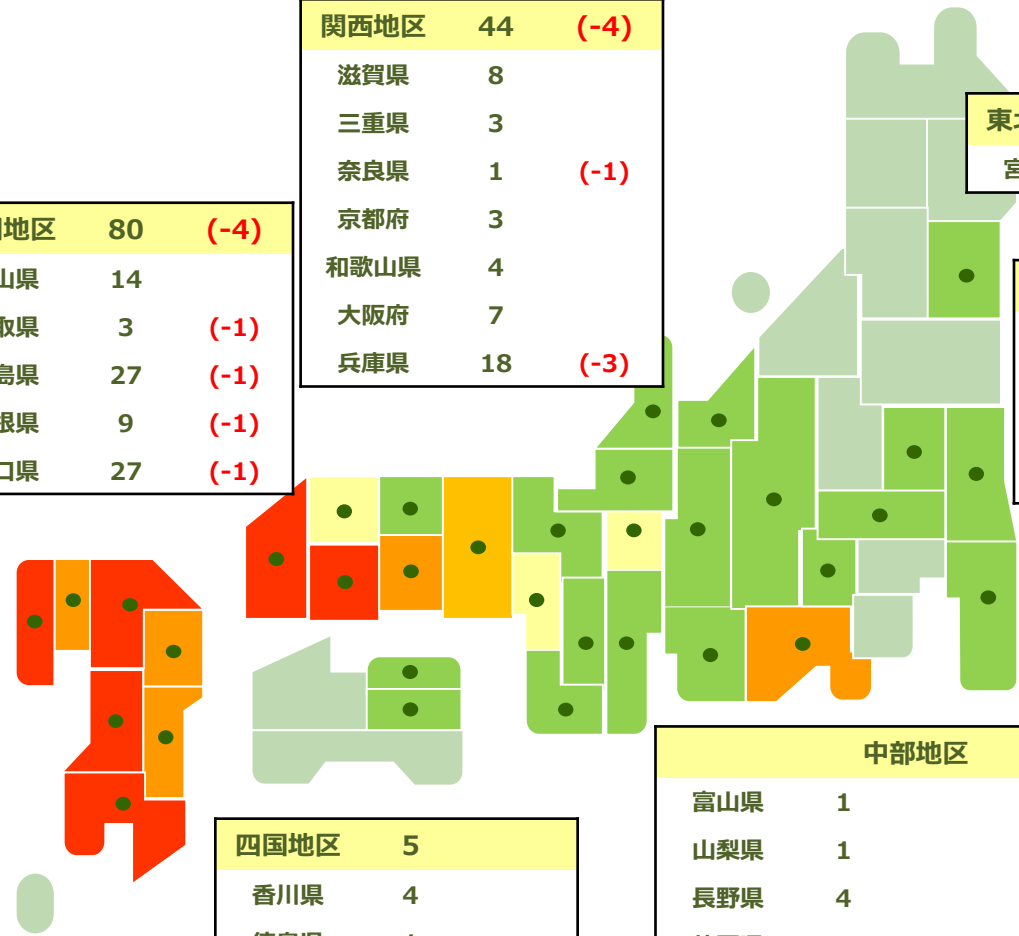 関西地区 44 (-4)
滋賀県 8
三重県 3
奈良県 1 (-1)
京都府 3
和歌山県 4
大阪府 7
兵庫県 18 (-3)
東
宮
地区 80 (-4)
山県 14
取県 3 (-1)
島県 27 (-1)
根県 9 (-1)
口県 27 (-1)
四国地区 5
香川県 4
中部地区
富山県 1
山梨県 1
長野県 4